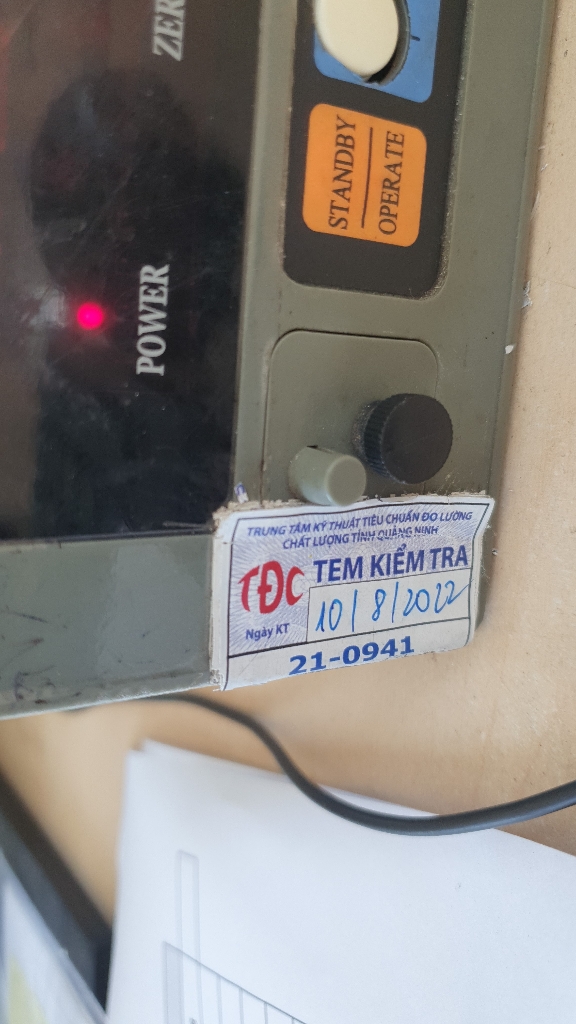 ZER
STANDBY
OPERATE
POWER
TRUNG TÂM KỸ THUẬT TIÊU CHUẨN ĐO LƯỜNG
CHẤT LƯỢNG TỈNH QUẢNG NINH
TĐC TEM KIỂM TRA
Ngày KT 10/8/2022
21-0941